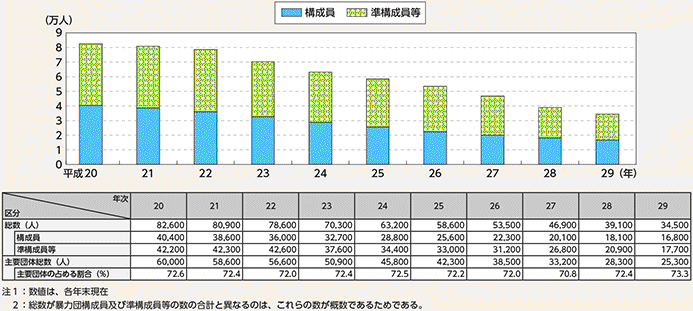 構成員 準構成員等
(万人)
9
8
7
6
5
4
3
2
1
0
平成20 21 22 23 24 25 26 27 28 29 (年)
年次 20 21 22 23 24 25 26 27 28 29
区分
総数(人) 82,600 80,900 78,600 70,300 63,200 58,600 53,500 46,900 39,100 34,500
構成員 40,400 38,600 36,000 32,700 28,800 25,600 22,300 20,100 18,100 16,800
準構成員等 42,200 42,300 42,600 37,600 34,400 33,000 31,200 26,800 20,900 17,700
主要団体総数(人) 60,000 58,600 56,600 50,900 45,800 42,300 38,500 33,200 28,300 25,300
主要団体の占める割合(%) 72.6 72.4 72.0 72.4 72.5 72.2 72.0 70.8 72.4 73.3
注1:数値は、各年末現在
2:総数が暴力団構成員及び準構成員等の数の合計と異なるのは、これらの数が概数であるためである。